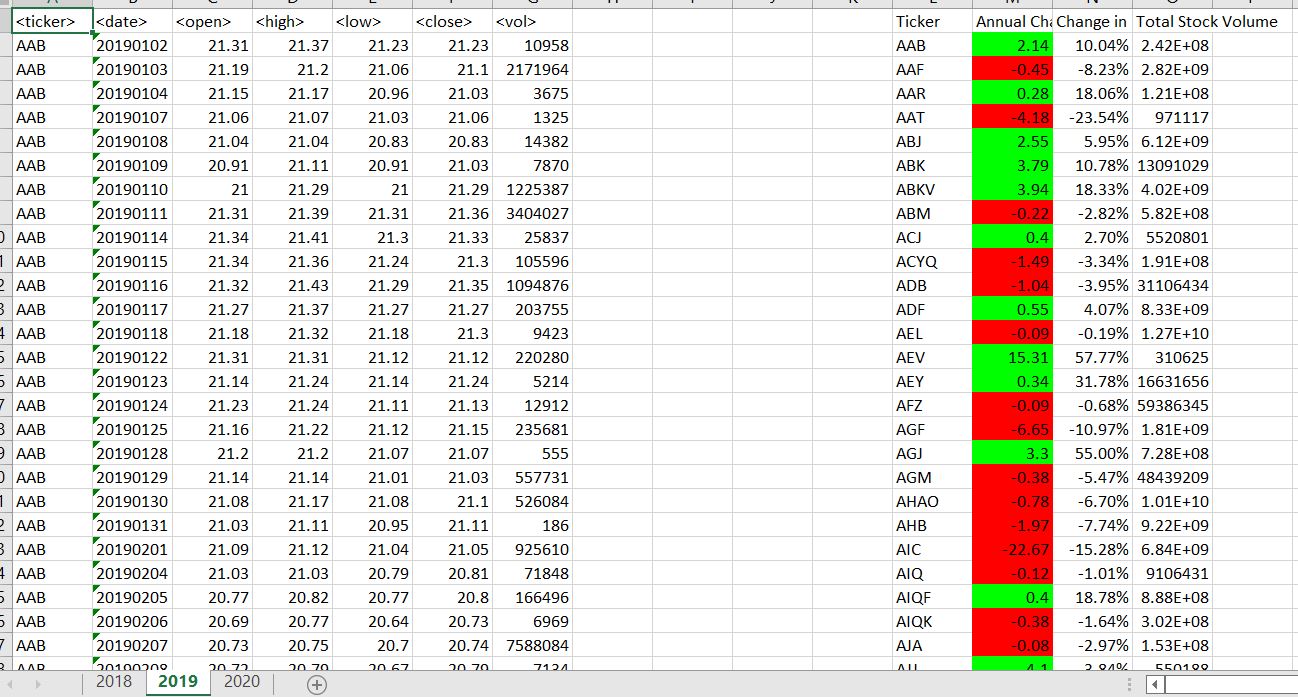 <ticker> <date> <open> <high> <low> <close> <vol> Ticker Annual Cha Change in Total Stock Volume
AAB 20190102 21.31 21.37 21.23 21.23 10958 AAB 2.14 10.04% 2.42E+08
AAB 20190103 21.19 21.2 21.06 21.1 2171964 AAF -0.45 -8.23% 2.82E+09
AAB 20190104 21.15 21.17 20.96 21.03 3675 AAR 0.28 18.06% 1.21E+08
AAB 20190107 21.06 21.07 21.03 21.06 1325 AAT -4.18 -23.54% 971117
AAB 20190108 21.04 21.04 20.83 20.83 14382 ABJ 2.55 5.95% 6.12E+09
AAB 20190109 20.91 21.11 20.91 21.03 7870 ABK 3.79 10.78% 13091029
AAB 20190110 21 21.29 21 21.29 1225387 ABKV 3.94 18.33% 4.02E+09
AAB 20190111 21.31 21.39 21.31 21.36 3404027 ABM -0.22 -2.82% 5.82E+08
AAB 20190114 21.34 21.41 21.3 21.33 25837 ACJ 0.4 2.70% 5520801
AAB 20190115 21.34 21.36 21.24 21.3 105596 ACYQ -1.49 -3.34% 1.91E+08
AAB 20190116 21.32 21.43 21.29 21.35 1094876 ADB -1.04 -3.95% 31106434
AAB 20190117 21.27 21.37 21.27 21.27 203755 ADF 0.55 4.07% 8.33E+09
AAB 20190118 21.18 21.32 21.18 21.3 9423 AEL -0.09 -0.19% 1.27E+10
AAB 20190122 21.31 21.31 21.12 21.12 220280 AEV 15.31 57.77% 310625
AAB 20190123 21.14 21.24 21.14 21.24 5214 AEY 0.34 31.78% 16631656
AAB 20190124 21.23 21.24 21.11 21.13 12912 AFZ -0.09 -0.68% 59386345
AAB 20190125 21.16 21.22 21.12 21.15 235681 AGF -6.65 -10.97% 1.81E+09
AAB 20190128 21.2 21.2 21.07 21.07 555 AGJ 3.3 55.00% 7.28E+08
AAB 20190129 21.14 21.14 21.01 21.03 557731 AGM -0.38 -5.47% 48439209
AAB 20190130 21.08 21.17 21.08 21.1 526084 AHAO -0.78 -6.70% 1.01E+10
AAB 20190131 21.03 21.11 20.95 21.11 186 AHB -1.97 -7.74% 9.22E+09
AAB 20190201 21.09 21.12 21.04 21.05 925610 AIC -22.67 -15.28% 6.84E+09
AAB 20190204 21.03 21.03 20.79 20.81 71848 AIQ -0.12 -1.01% 9106431
AAB 20190205 20.77 20.82 20.77 20.8 166496 AIQF 0.4 18.78% 8.88E+08
AAB 20190206 20.69 20.77 20.64 20.73 6969 AIQK -0.38 -1.64% 3.02E+08
AAB 20190207 20.73 20.75 20.7 20.74 7588084 AJA -0.08 -2.97% 1.53E+08
AAB 20190208 20.72 20.79 20.67 20.79 7134 4.1 3.84% 550188
2018 2019 2020